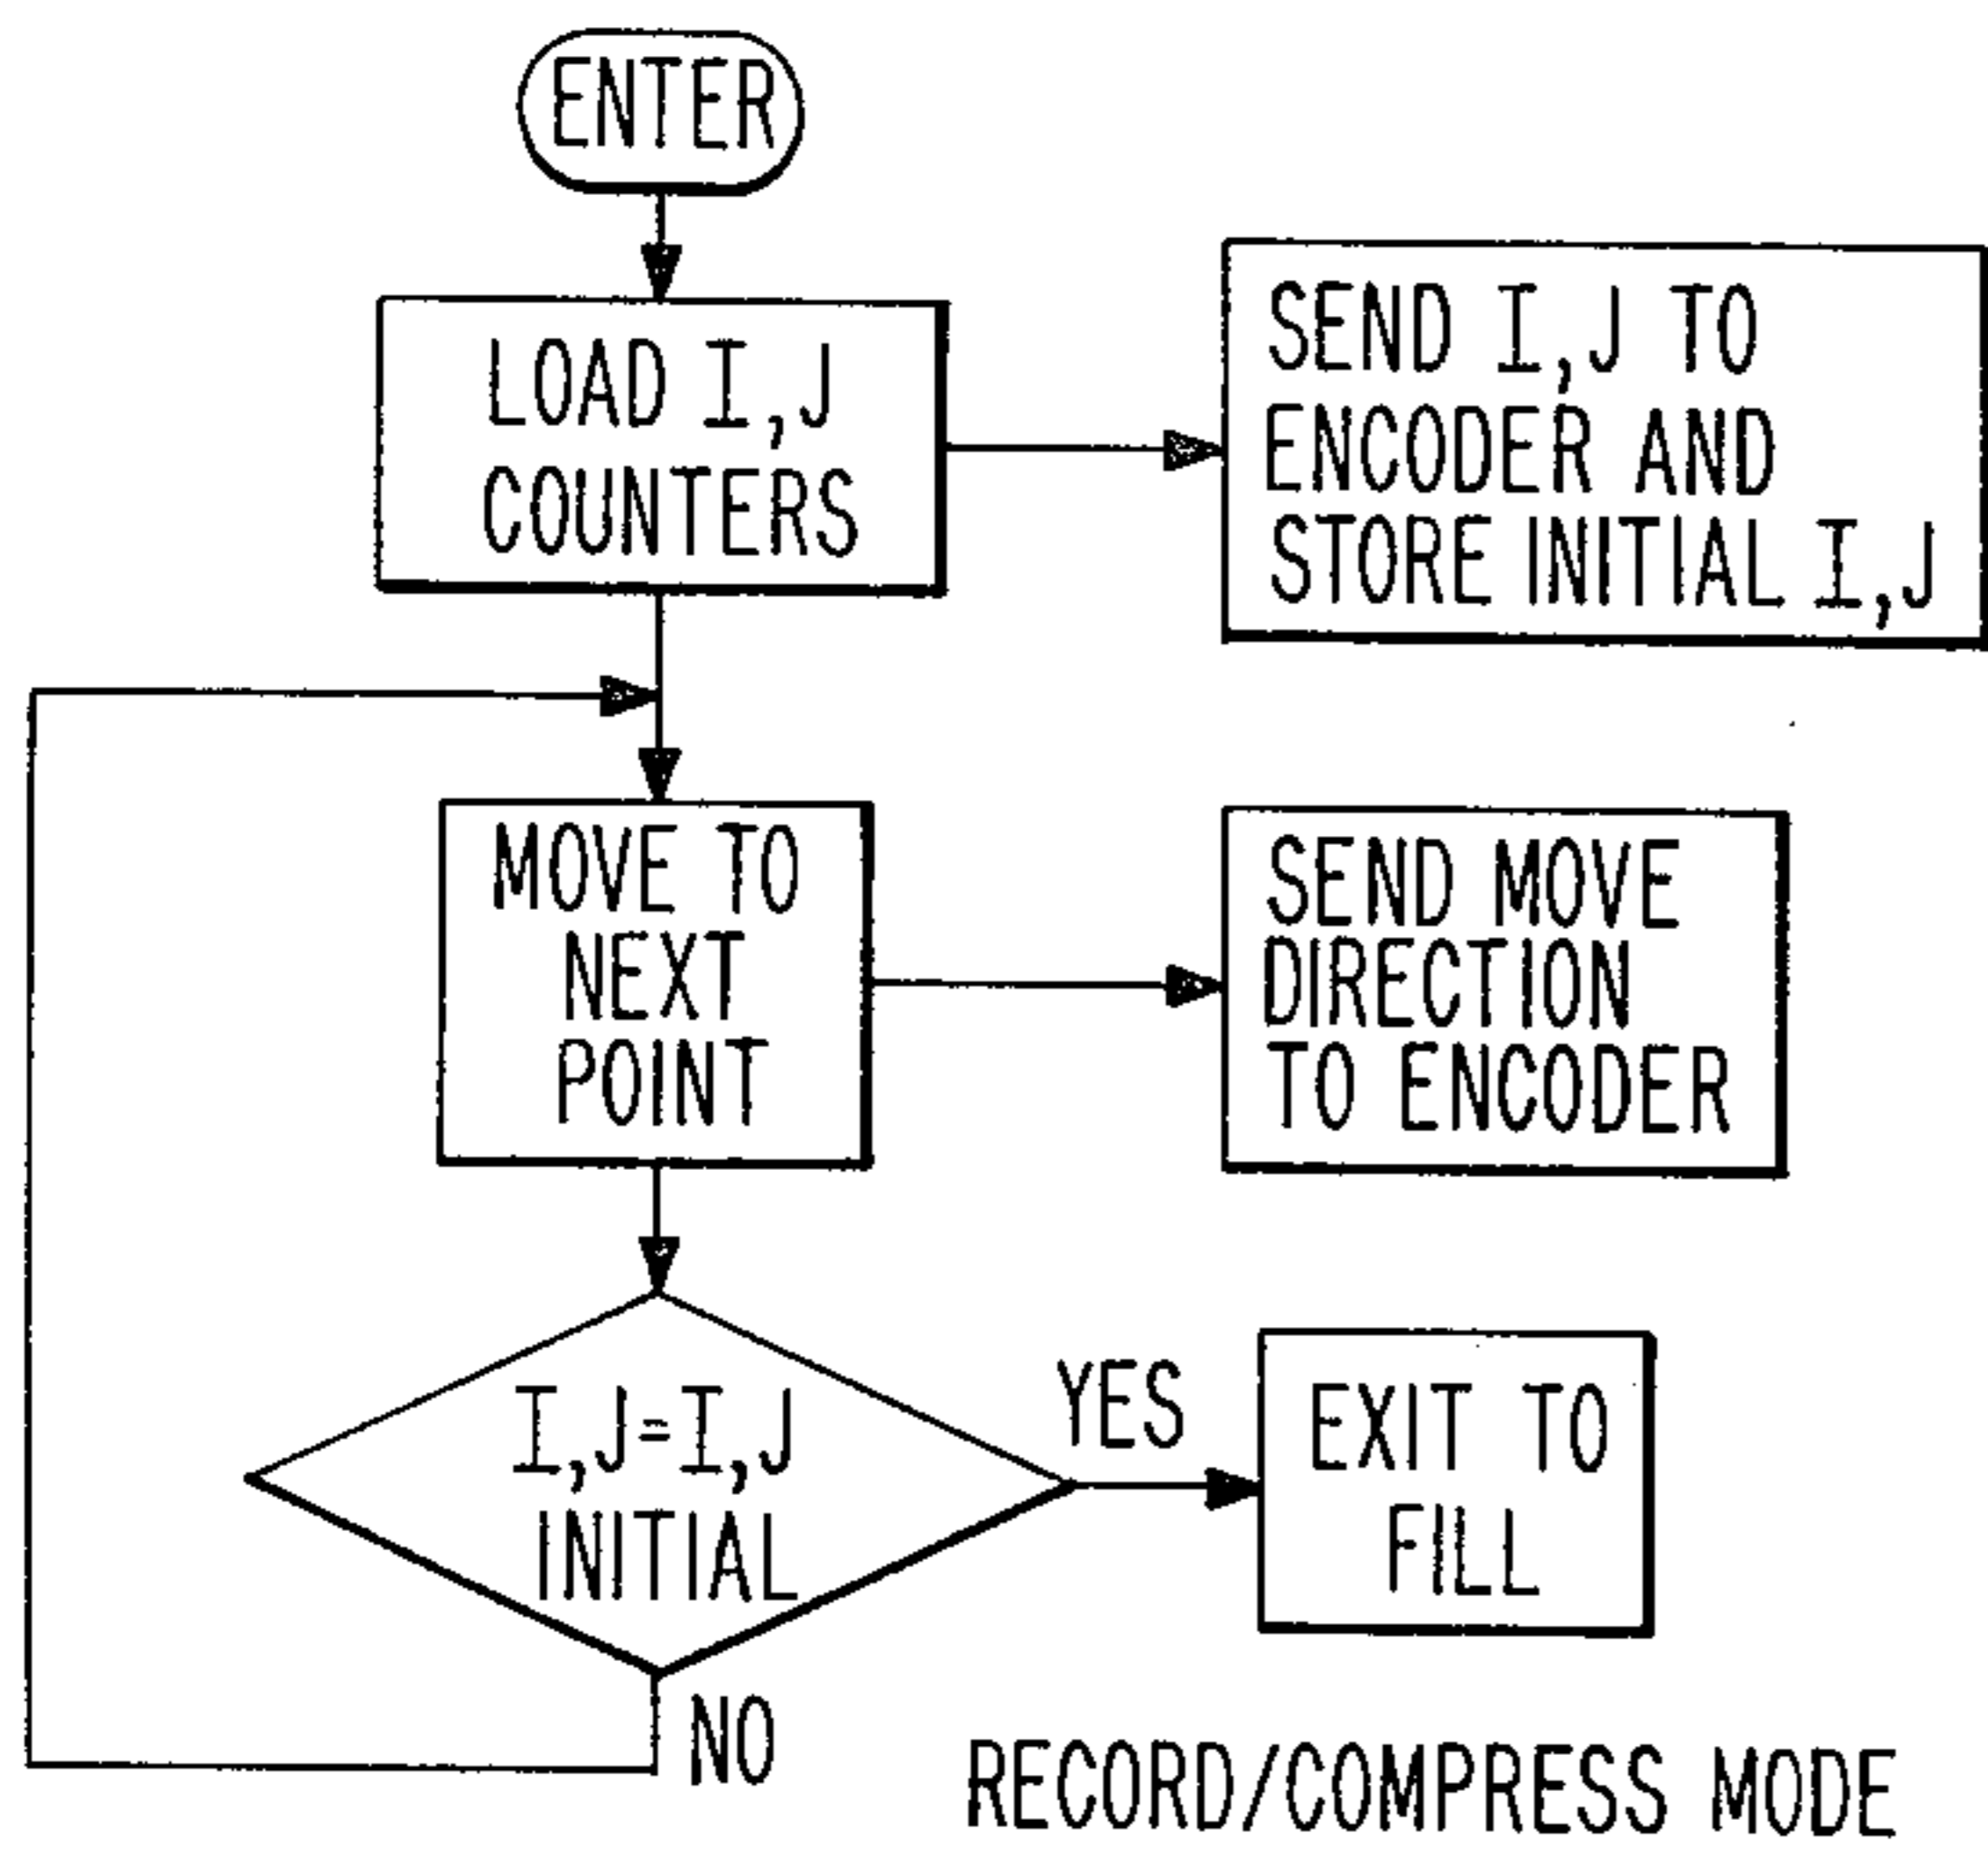 ENTER
LOAD I,J
COUNTERS
SEND I,J TO
ENCODER AND
STORE INITIAL I,J
MOVE TO
NEXT
POINT
SEND MOVE
DIRECTION
TO ENCODER
I,J=I,J
INITIAL
YES
EXIT TO
FILL
NO
RECORD/COMPRESS MODE